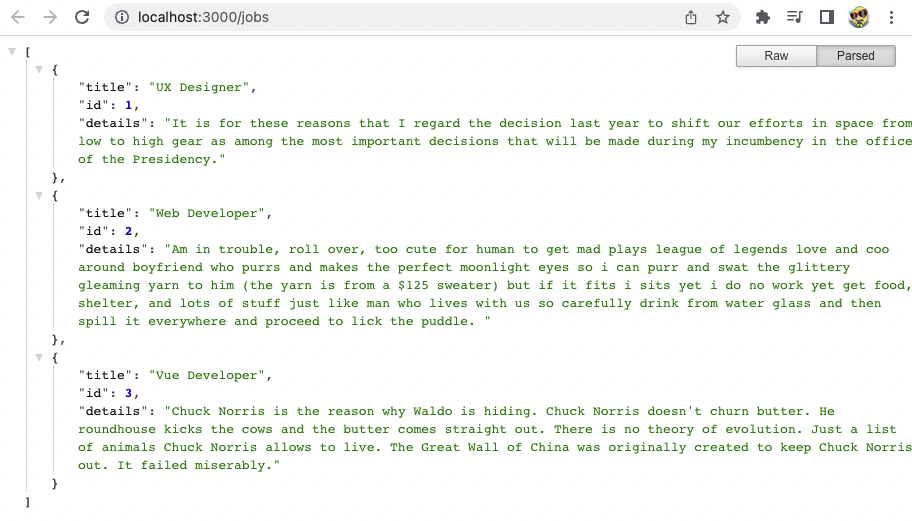 localhost:3000/jobs
Raw Parsed
[
{
"title": "UX Designer",
"id": 1,
"details": "It is for these reasons that I regard the decision last year to shift our efforts in space from
low to high gear as among the most important decisions that will be made during my incumbency in the office
of the Presidency."
},
{
"title": "Web Developer",
"id": 2,
"details": "Am in trouble, roll over, too cute for human to get mad plays league of legends love and coo
around boyfriend who purrs and makes the perfect moonlight eyes so i can purr and swat the glittery
gleaming yarn to him (the yarn is from a $125 sweater) but if it fits i sits yet i do no work yet get food,
shelter, and lots of stuff just like man who lives with us so carefully drink from water glass and then
spill it everywhere and proceed to lick the puddle. "
},
{
"title": "Vue Developer",
"id": 3,
"details": "Chuck Norris is the reason why Waldo is hiding. Chuck Norris doesn't churn butter. He
roundhouse kicks the cows and the butter comes straight out. There is no theory of evolution. Just a list
of animals Chuck Norris allows to live. The Great Wall of China was originally created to keep Chuck Norris
out. It failed miserably."
}
]